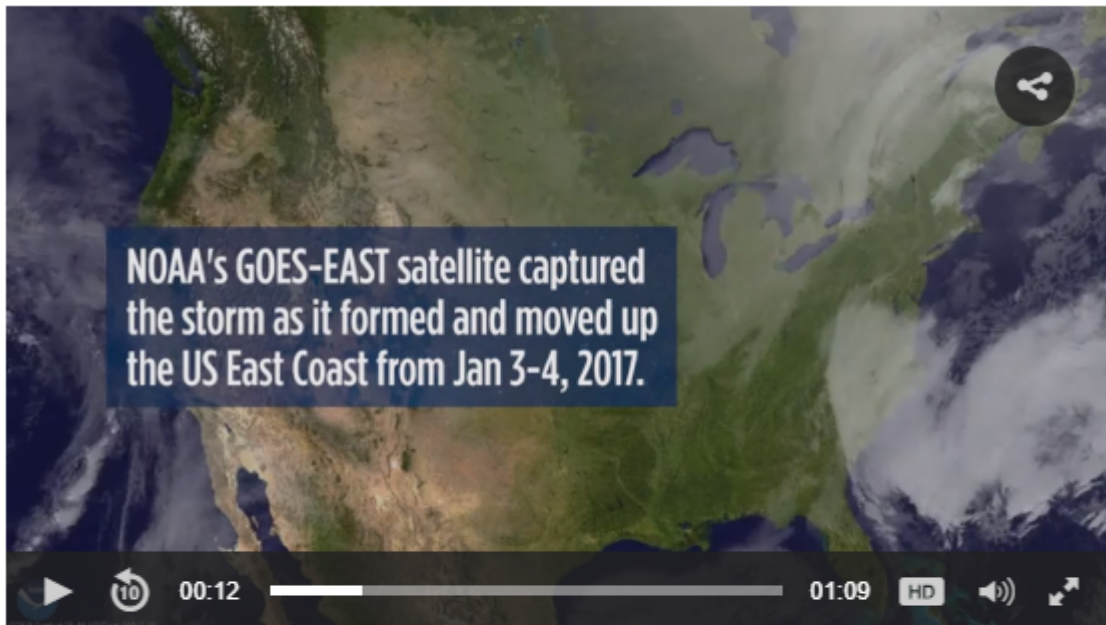 NOAA's GOES-EAST satellite captured
the storm as it formed and moved up
the US East Coast from Jan 3-4, 2017.
10 00:12 01:09 HD